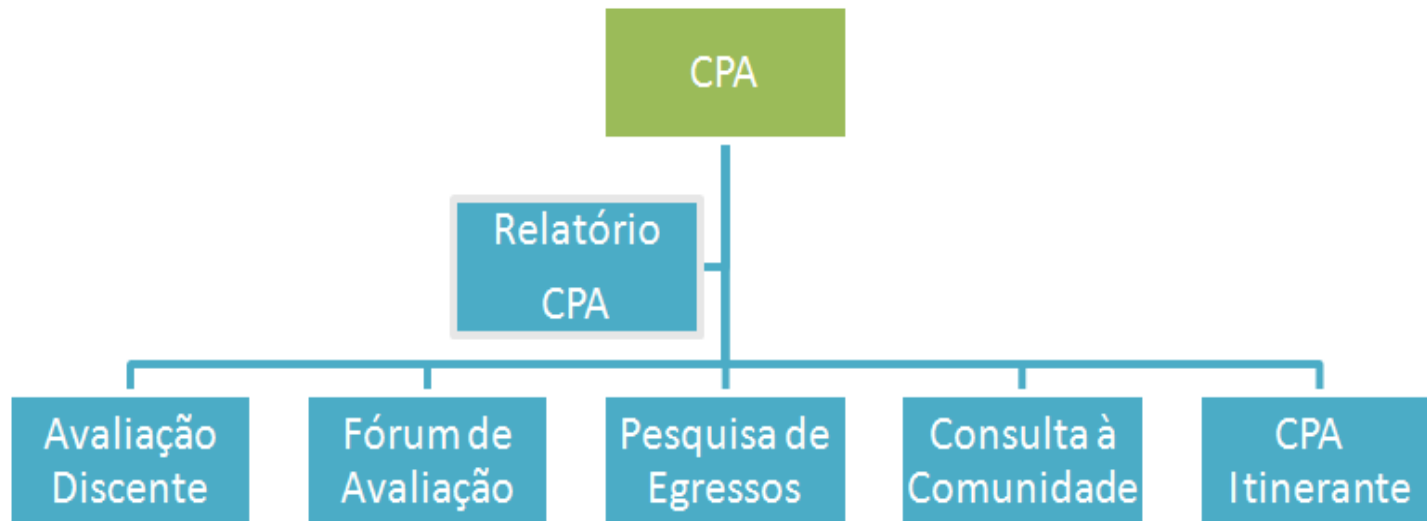 CPA
Relatório
CPA
Avaliação
Discente
Fórum de
Avaliação
Pesquisa de
Egressos
Consulta à
Comunidade
CPA
Itinerante